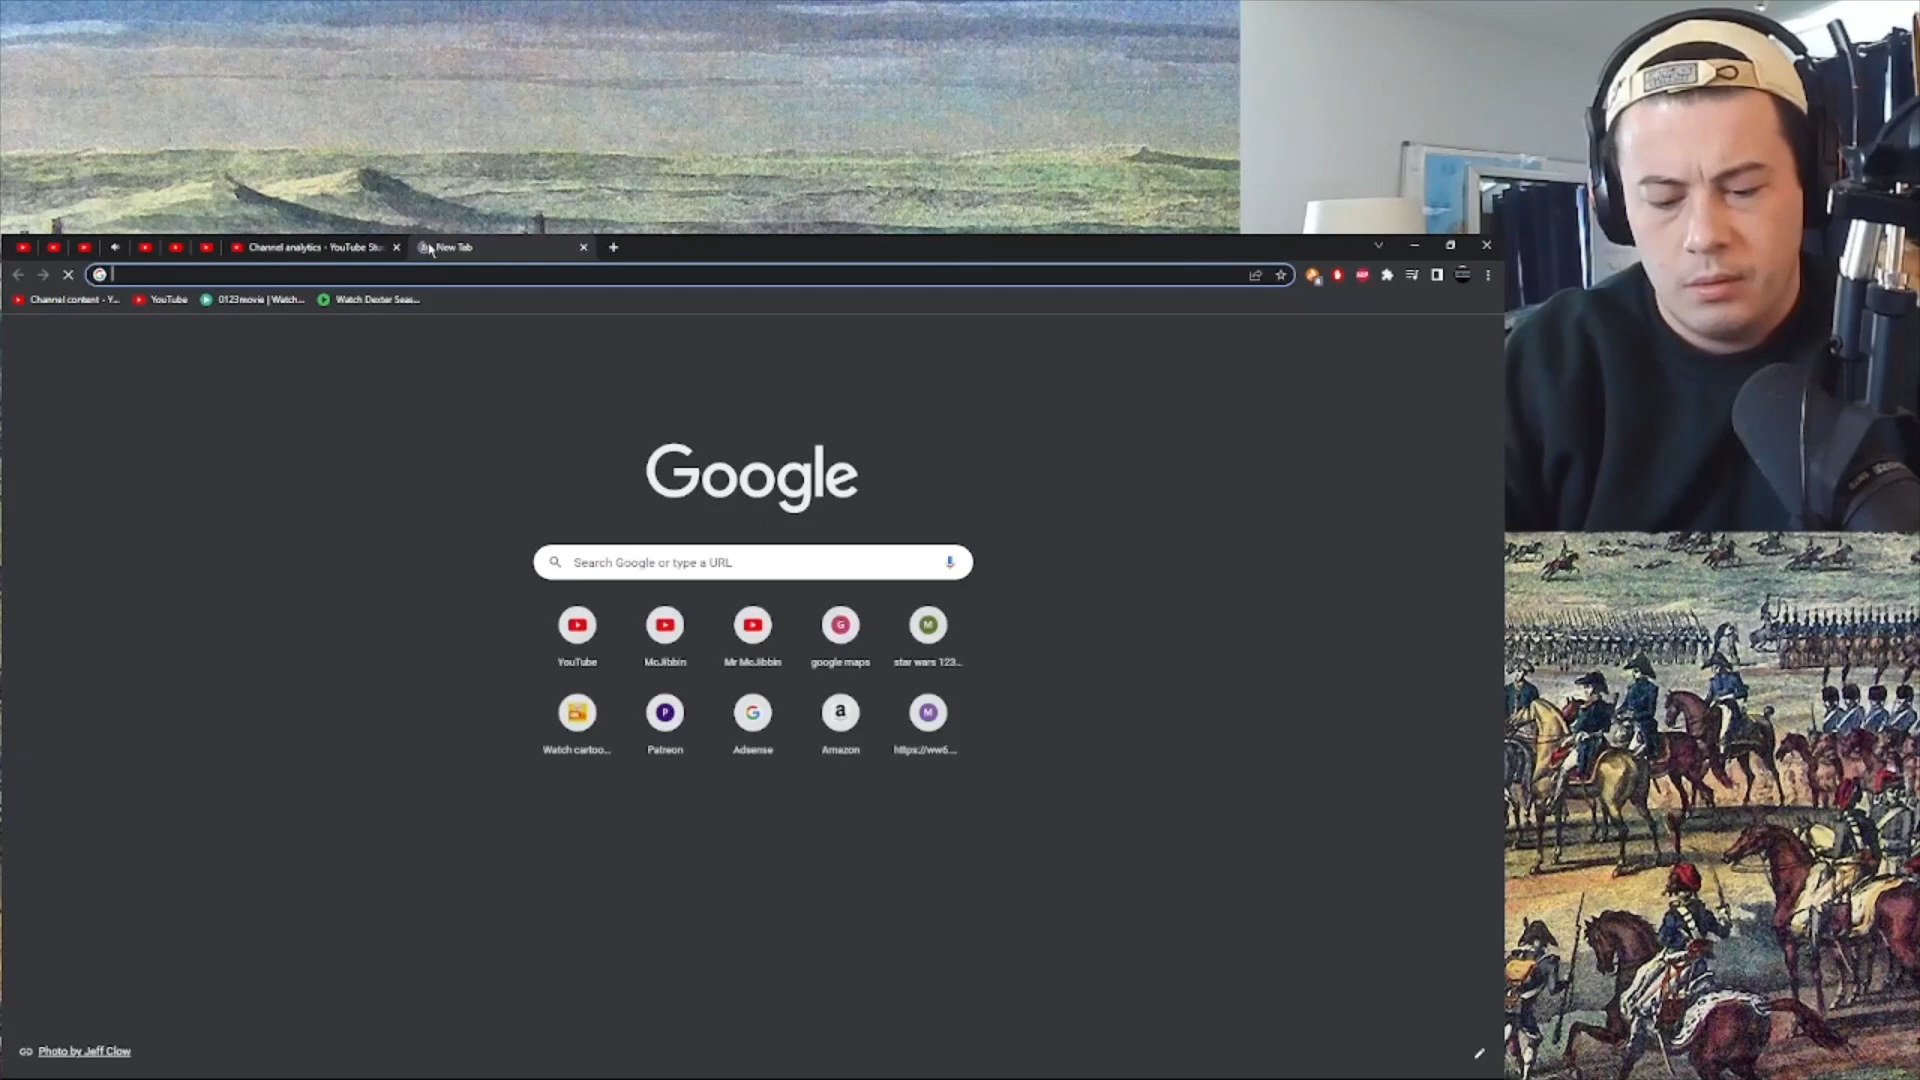 Channel analytics - YouTube Stu
New Tab
Channel content - Y...
YouTube
0123movie | Watch...
Watch Dexter Seas...
Google
Search Google or type a URL
YouTube
McJibbin
Mr McJibbin
google maps
star wars 123...
Watch cartoo...
Patreon
Adsense
Amazon
https://ww6....
Photo by Jeff Clow